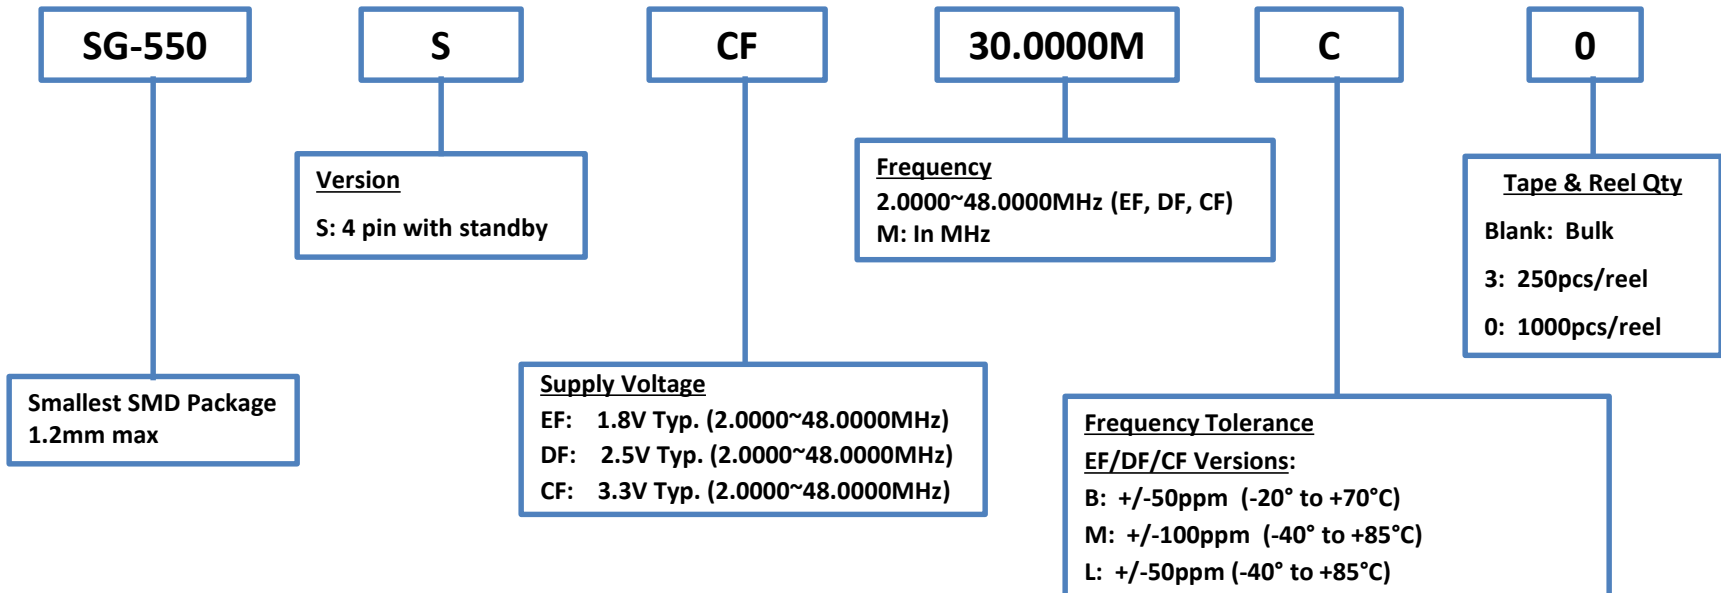 SG-550
S
CF
30.0000M
C
0
Version
S: 4 pin with standby
Frequency
2.0000~48.0000MHz (EF, DF, CF)
M: In MHz
Tape & Reel Qty
Blank: Bulk
3: 250pcs/reel
0: 1000pcs/reel
Smallest SMD Package
1.2mm max
Supply Voltage
EF: 1.8V Typ. (2.0000~48.0000MHz)
DF: 2.5V Typ. (2.0000~48.0000MHz)
CF: 3.3V Typ. (2.0000~48.0000MHz)
Frequency Tolerance
EF/DF/CF Versions:
B: +/-50ppm (-20° to +70°C)
M: +/-100ppm (-40° to +85°C)
L: +/-50ppm (-40° to +85°C)